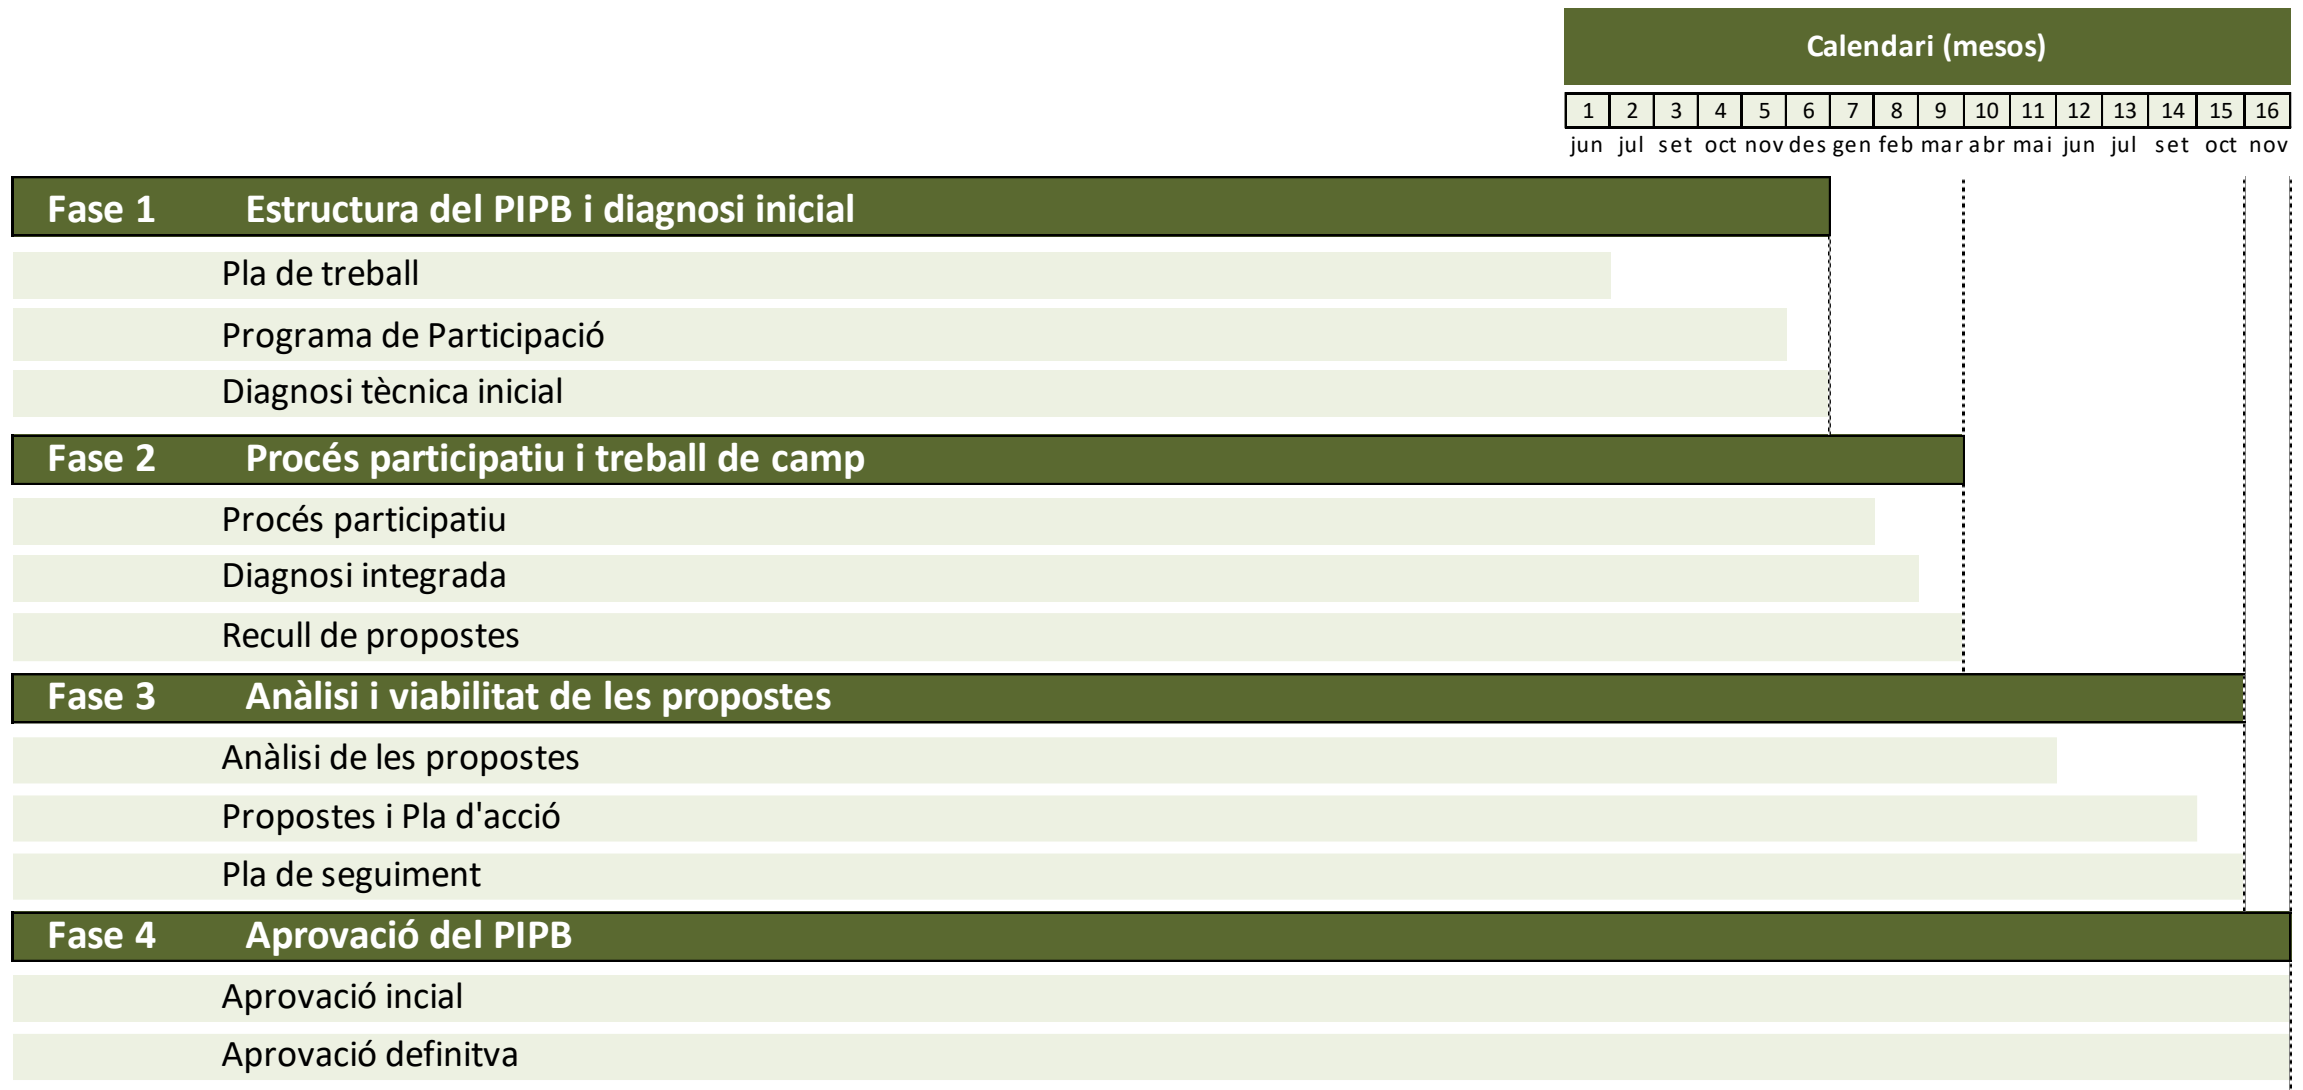 Calendari (mesos)
1 2 3 4 5 6 7 8 9 10 11 12 13 14 15 16
jun jul set oct nov des gen feb mar abr mai jun jul set oct nov
Fase 1 Estructura del PIPB i diagnosi inicial
Pla de treball
Programa de Participació
Diagnosi tècnica inicial
Fase 2 Procés participatiu i treball de camp
Procés participatiu
Diagnosi integrada
Recull de propostes
Fase 3 Anàlisi i viabilitat de les propostes
Anàlisi de les propostes
Propostes i Pla d'acció
Pla de seguiment
Fase 4 Aprovació del PIPB
Aprovació incial
Aprovació definitva